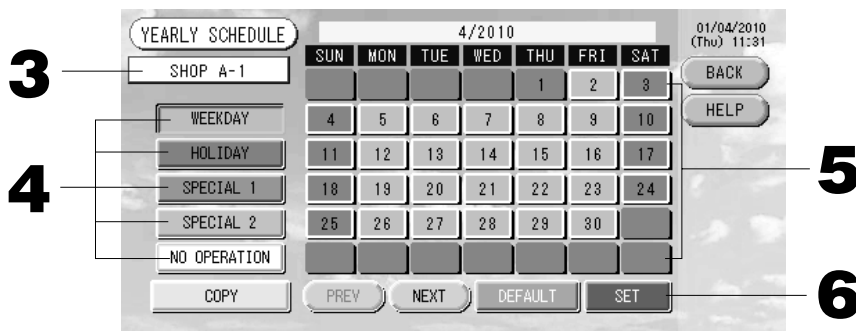 YEARLY SCHEDULE 4/2010 01/04/2010
(Thu) 11:31
3 SHOP A-1 SUN MON TUE WED THU FRI SAT BACK
1 2 3
HELP
WEEKDAY 4 5 6 7 8 9 10
HOLIDAY 11 12 13 14 15 16 17
4 SPECIAL 1 18 19 20 21 22 23 24 5
SPECIAL 2 25 26 27 28 29 30
NO OPERATION
COPY PREV NEXT DEFAULT SET 6